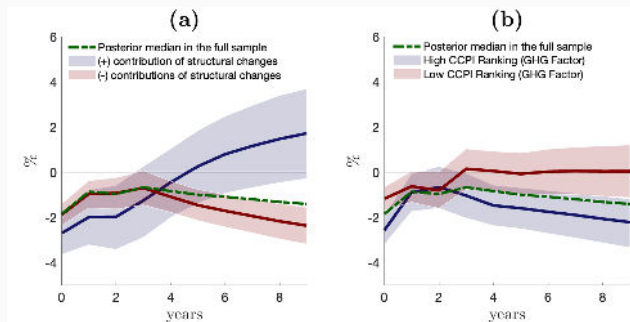 (a)
6
Posterior median in the full sample
(+) contribution of structural changes
(-) contributions of structural changes
4
2
%
0
-2
-4
0 2 4 6 8
years
(b)
6
Posterior median in the full sample
High CCPI Ranking (GHG Factor)
Low CCPI Ranking (GHG Factor)
4
2
%
0
-2
-4
0 2 4 6 8
years